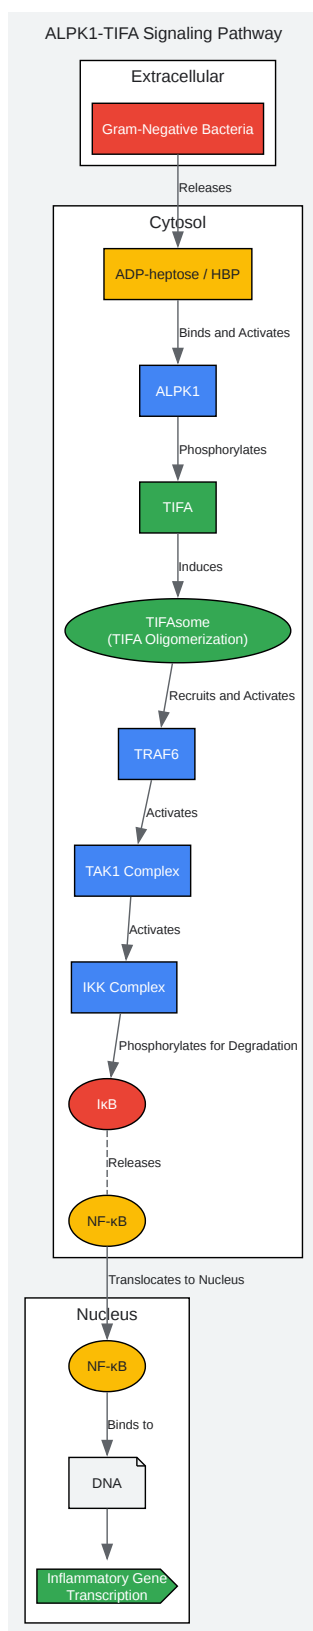 ALPK1-TIFA Signaling Pathway
Extracellular
Gram-Negative Bacteria
Releases
Cytosol
ADP-heptose / HBP
Binds and Activates
ALPK1
Phosphorylates
TIFA
Induces
TIFAsome
(TIFA Oligomerization)
Recruits and Activates
TRAF6
Activates
TAK1 Complex
Activates
IKK Complex
Phosphorylates for Degradation
IκB
Releases
NF-κB
Translocates to Nucleus
Nucleus
NF-κB
Binds to
DNA
Inflammatory Gene
Transcription